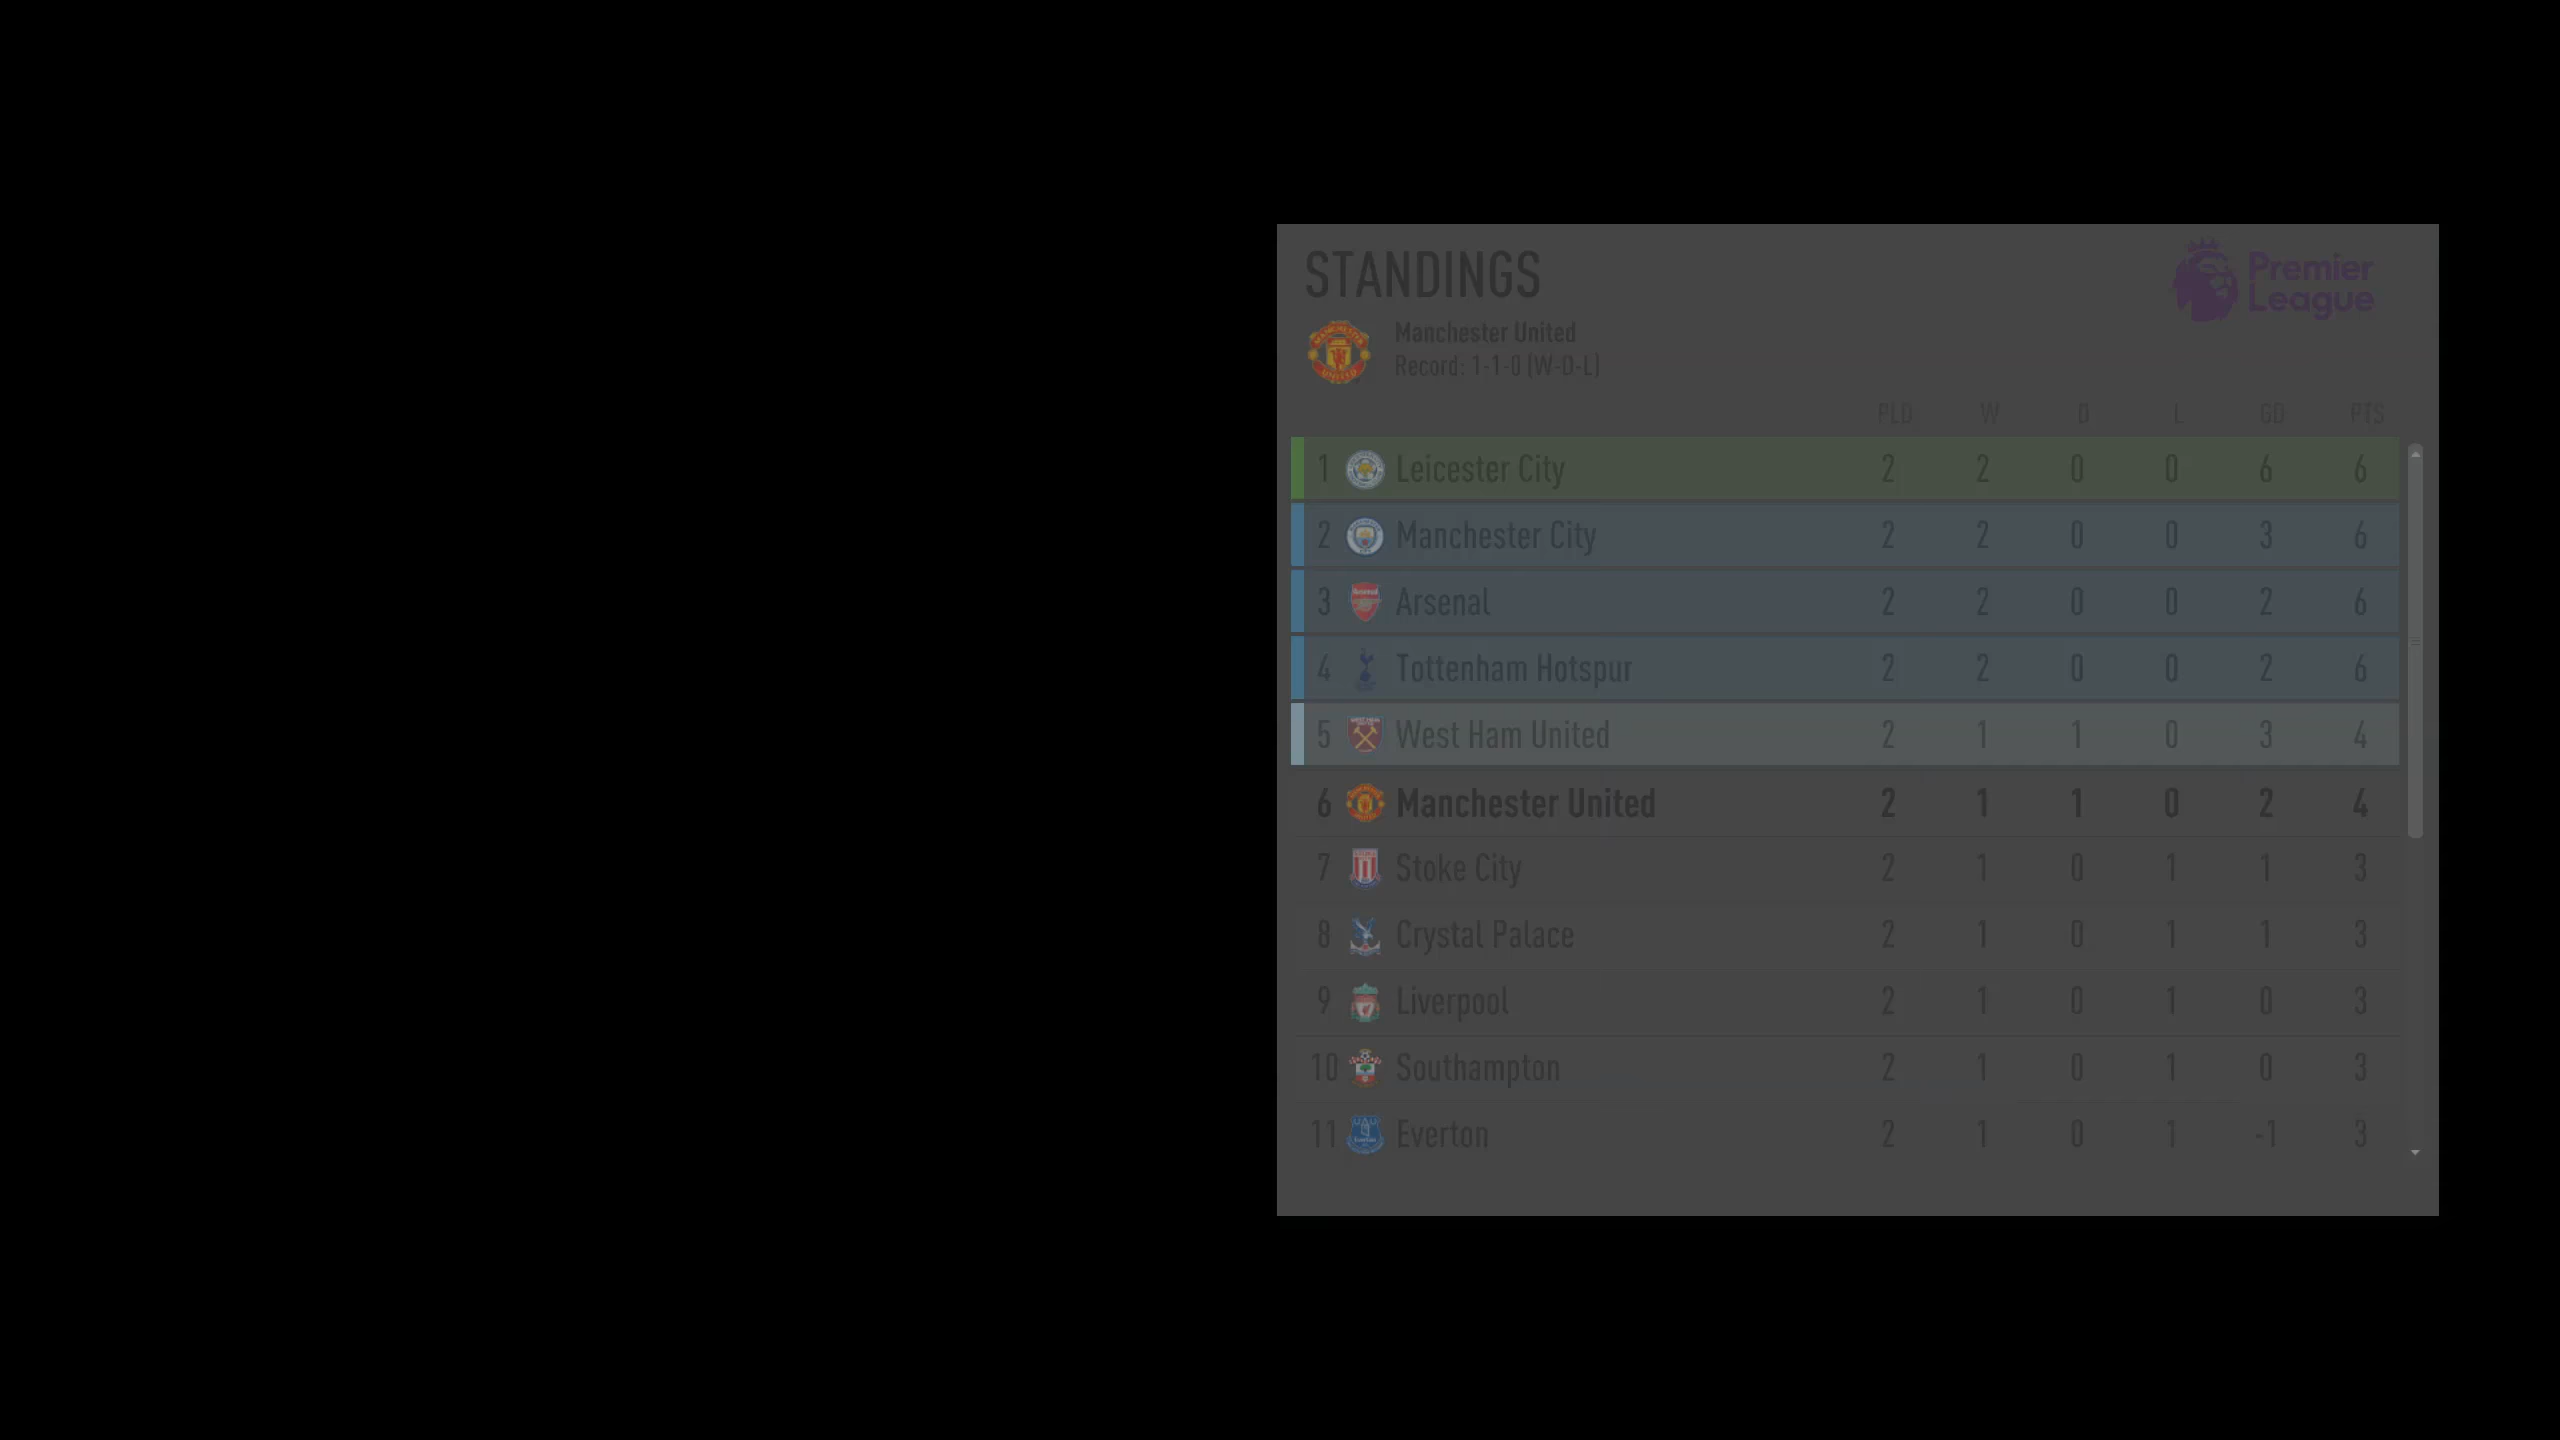 STANDINGS
Premier
League
Manchester United
Record: 1-1-0 (W-D-L)
PLD W D L GD PTS
1 Leicester City 2 2 0 0 6 6
2 Manchester City 2 2 0 0 3 6
3 Arsenal 2 2 0 0 2 6
4 Tottenham Hotspur 2 2 0 0 2 6
5 West Ham United 2 1 1 0 3 4
6 Manchester United 2 1 1 0 2 4
7 Stoke City 2 1 0 1 1 3
8 Crystal Palace 2 1 0 1 1 3
9 Liverpool 2 1 0 1 0 3
10 Southampton 2 1 0 1 0 3
11 Everton 2 1 0 1 -1 3